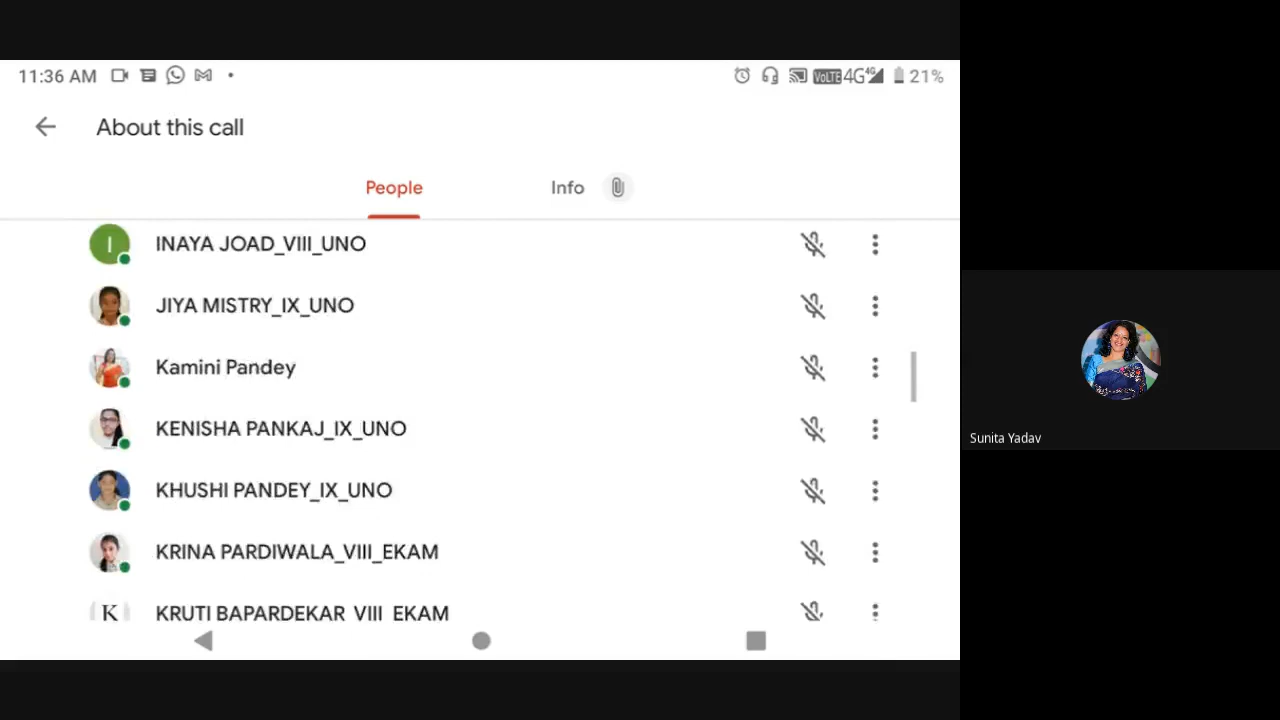 11:36 AM VoLTE 4G 4G 21%
About this call
People Info
I INAYA JOAD_VIII_UNO
JIYA MISTRY_IX_UNO
Kamini Pandey
KENISHA PANKAJ_IX_UNO
KHUSHI PANDEY_IX_UNO
KRINA PARDIWALA_VIII_EKAM
K KRUTI BAPARDEKAR VIII EKAM
Sunita Yadav